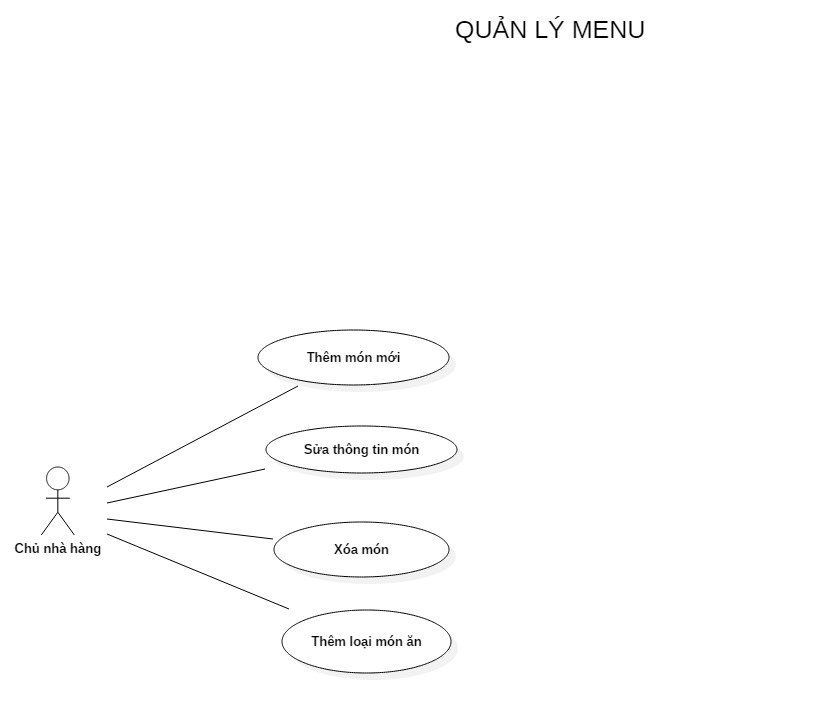 QUẢN LÝ MENU
Thêm món mới
Sửa thông tin món
Xóa món
Chủ nhà hàng
Thêm loại món ăn